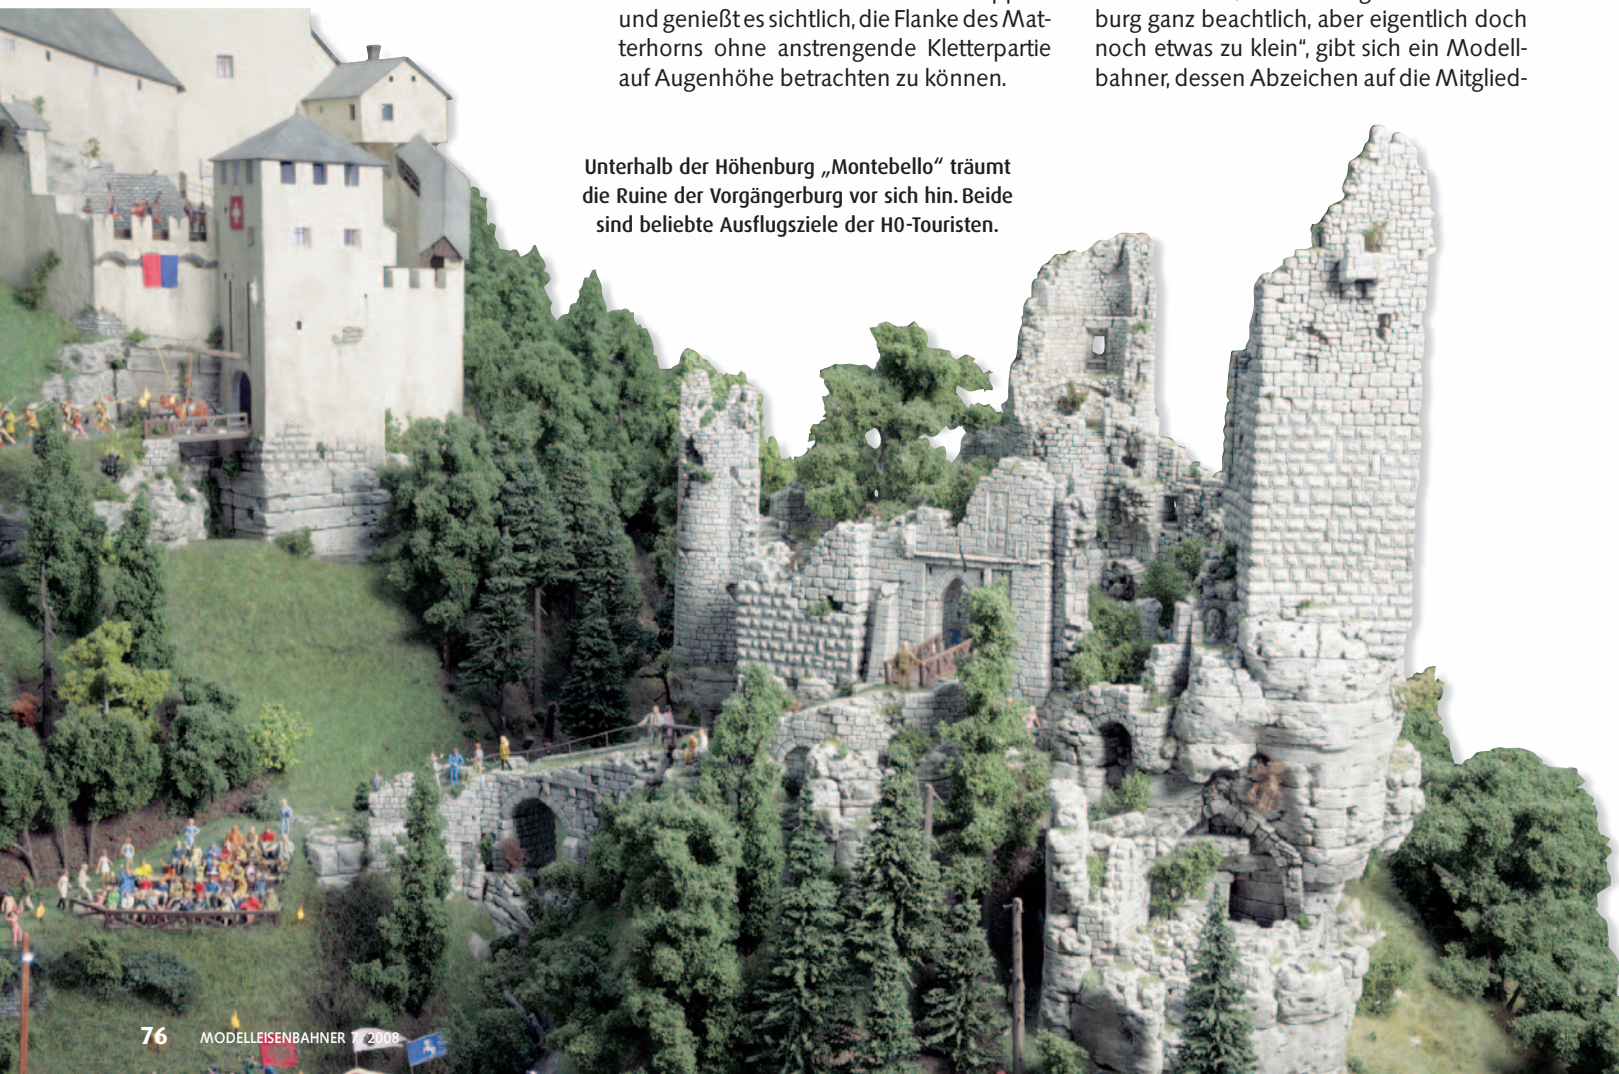 und genießt es sichtlich, die Flanke des Mat-
terhorns ohne anstrengende Kletterpartie
auf Augenhöhe betrachten zu können.
burg ganz beachtlich, aber eigentlich doch
noch etwas zu klein“, gibt sich ein Modell-
bahner, dessen Abzeichen auf die Mitglied-
Unterhalb der Höhenburg „Montebello“ träumt
die Ruine der Vorgängerburg vor sich hin. Beide
sind beliebte Ausflugsziele der H0-Touristen.
76 MODELLEISENBAHNER 7/2008